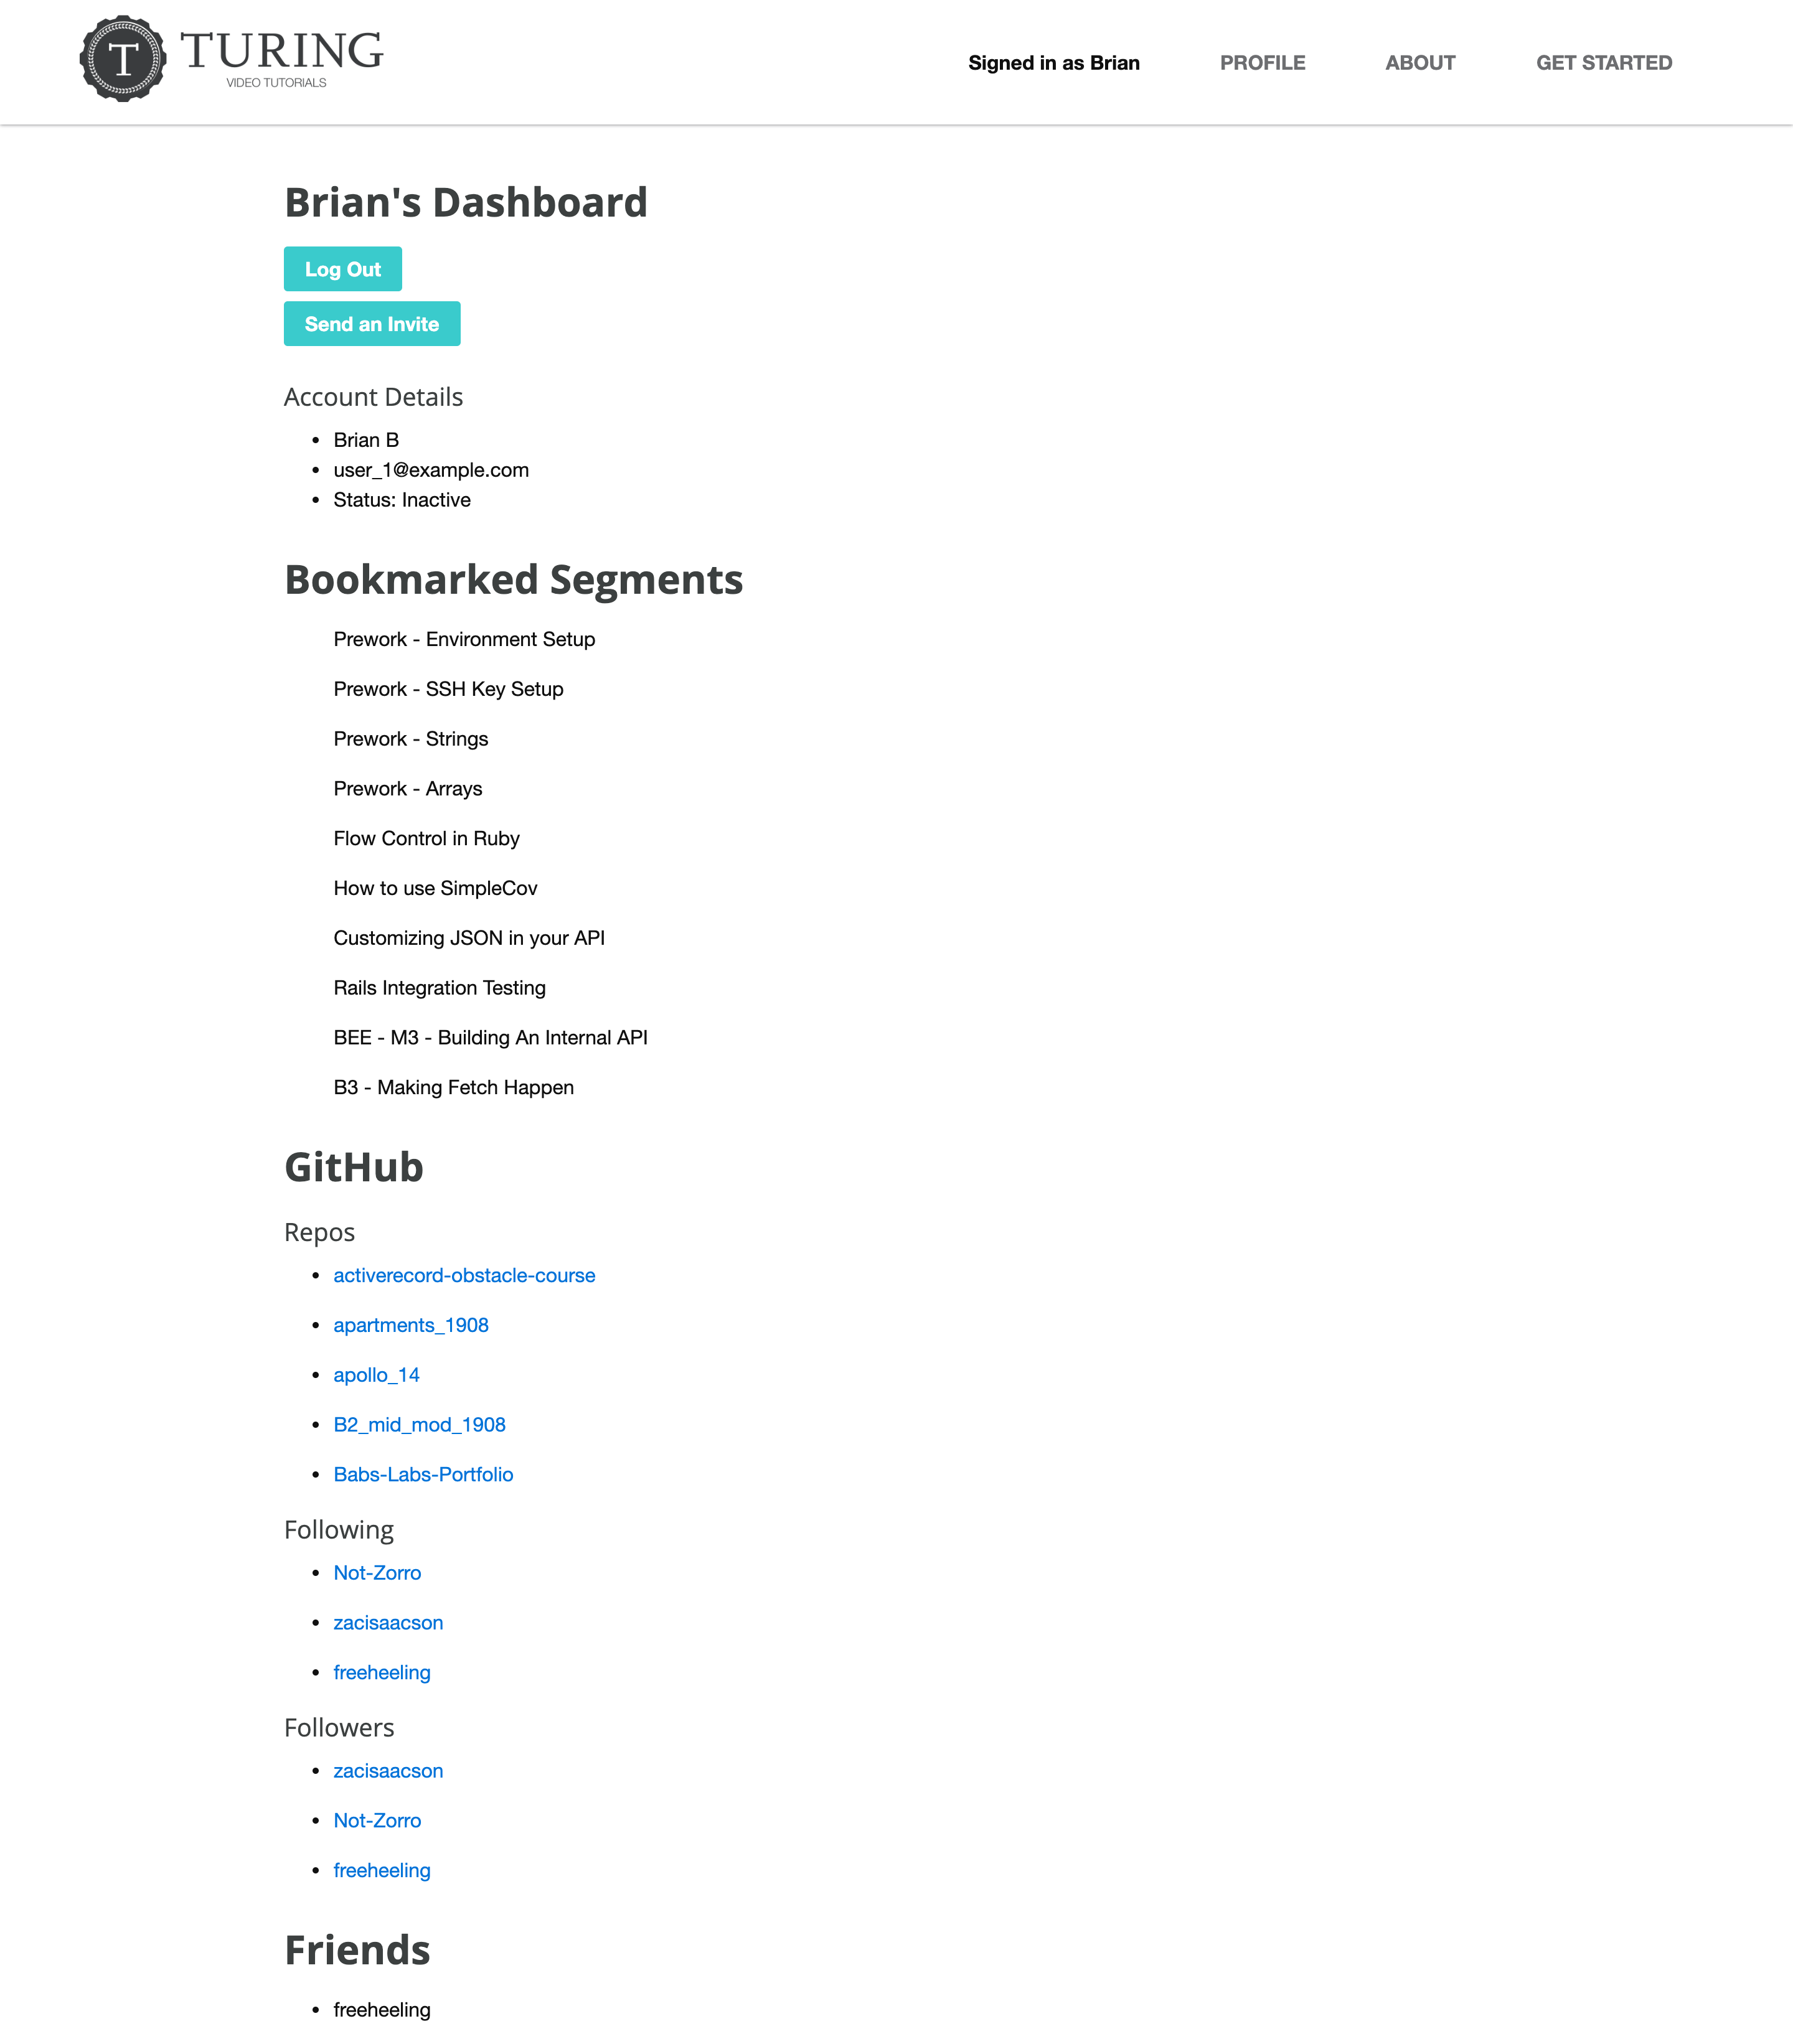 T TURING
VIDEO TUTORIALS
Signed in as Brian PROFILE ABOUT GET STARTED
Brian's Dashboard
Log Out
Send an Invite
Account Details
• Brian B
• user_1@example.com
• Status: Inactive
Bookmarked Segments
Prework - Environment Setup
Prework - SSH Key Setup
Prework - Strings
Prework - Arrays
Flow Control in Ruby
How to use SimpleCov
Customizing JSON in your API
Rails Integration Testing
BEE - M3 - Building An Internal API
B3 - Making Fetch Happen
GitHub
Repos
• activerecord-obstacle-course
• apartments_1908
• apollo_14
• B2_mid_mod_1908
• Babs-Labs-Portfolio
Following
• Not-Zorro
• zacisaacson
• freeheeling
Followers
• zacisaacson
• Not-Zorro
• freeheeling
Friends
• freeheeling